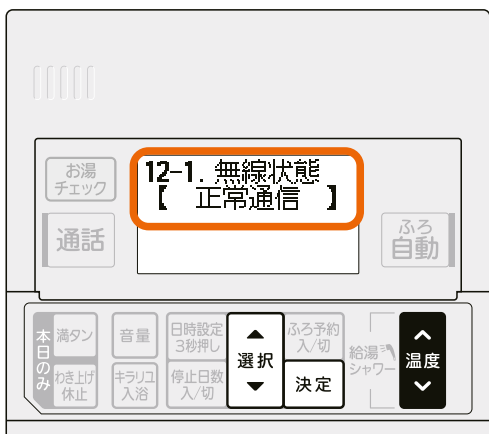 お湯
チェック
12-1. 無線状態
【 正常通信 】
通話
ふろ
自動
本日のみ
満タン
わき上げ
休止
音量
キラリユ
入浴
日時設定
3秒押し
停止日数
入/切
選択
ふろ予約
入/切
決定
給湯
シャワー
温度